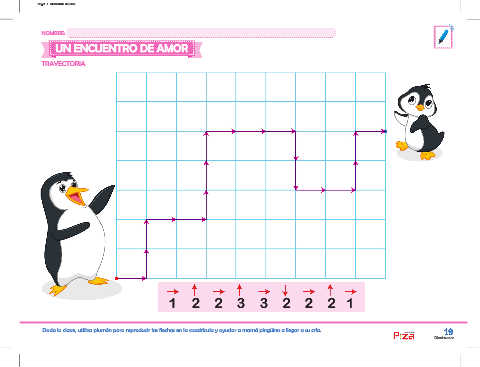 NOMBRE:
UN ENCUENTRO DE AMOR
TRAYECTORIA
→ ↑ → ↑ → ↓ → ↑ →
1 2 2 3 3 2 2 2 1
Dada la clave, utiliza plumón para reproducir las flechas en la cuadrícula y ayudar a mamá pingüino a llegar a su cría.
19